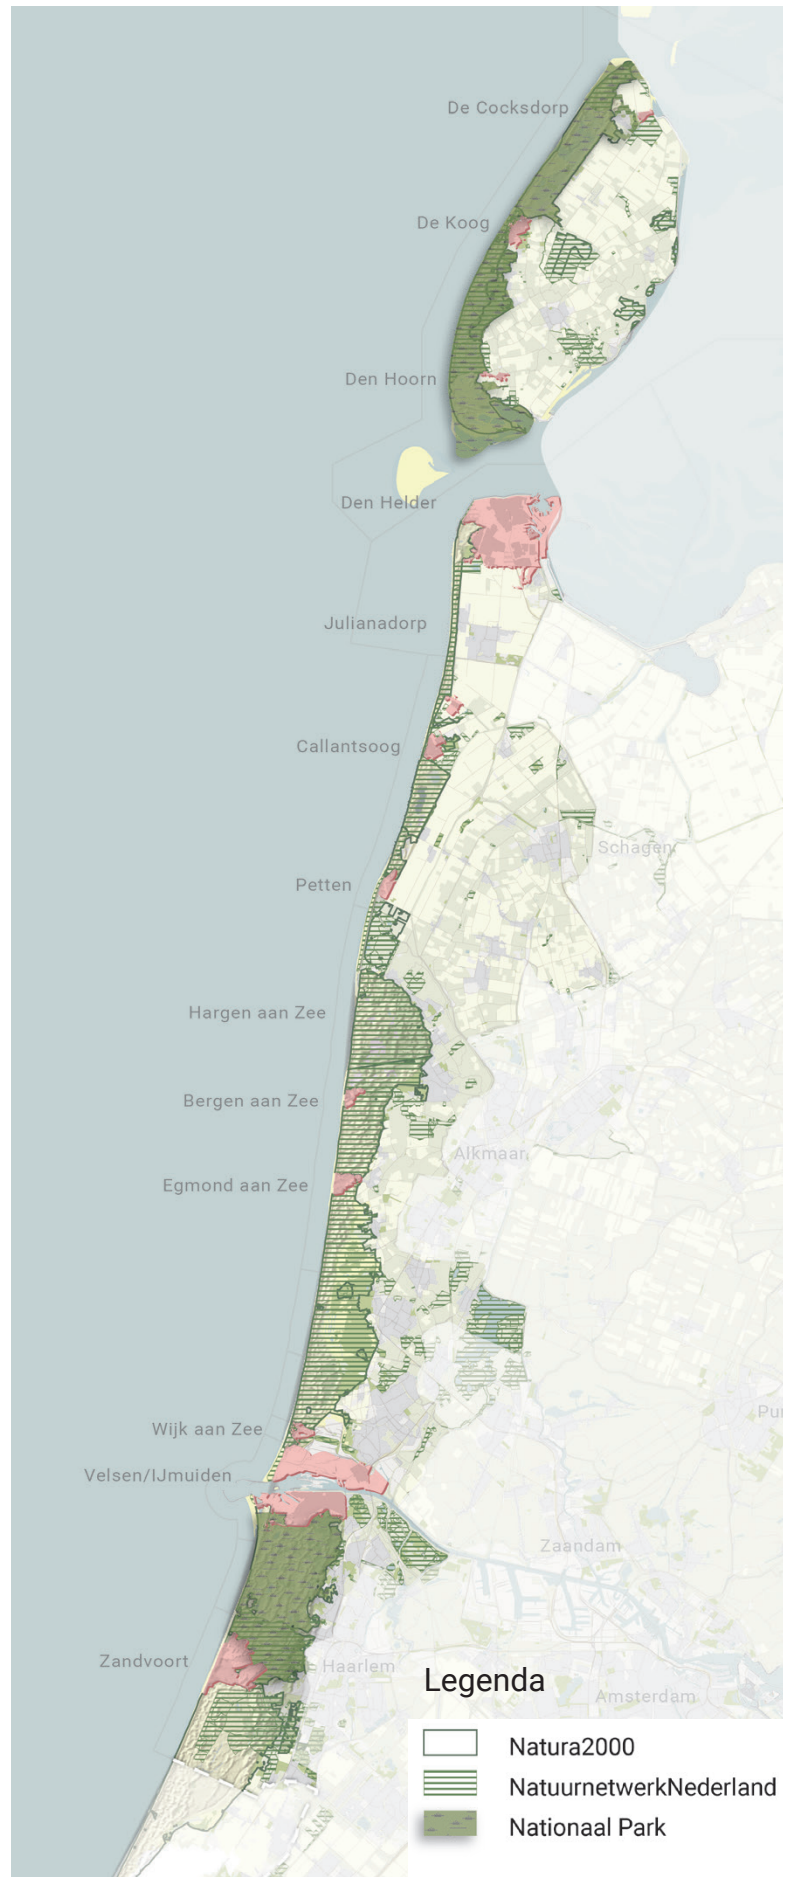 De Cocksdorp
De Koog
Den Hoorn
Den Helder
Julianadorp
Callantsoog
Schagen
Petten
Hargen aan Zee
Bergen aan Zee
Alkmaar
Egmond aan Zee
Pur
Wijk aan Zee
Velsen/IJmuiden
Zaandam
Zandvoort
Haarlem
Amsterdam
Legenda
Natura2000
NatuurnetwerkNederland
Nationaal Park